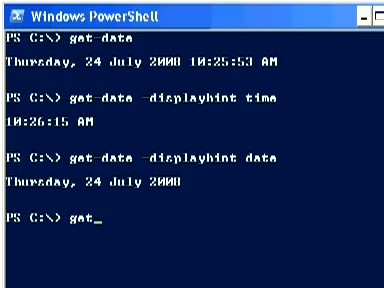 Windows PowerShell
PS C:\> get-date
Thursday, 24 July 2008 10:25:53 AM
PS C:\> get-date -displayhint time
10:26:15 AM
PS C:\> get-date -displayhint date
Thursday, 24 July 2008
PS C:\> get_